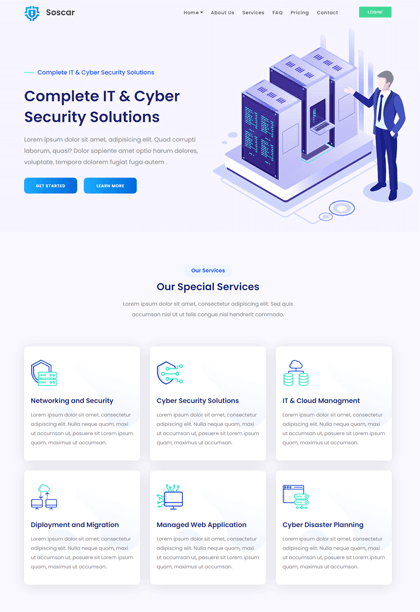 Soscar
Home About Us Services FAQ Pricing Contact
Complete IT & Cyber Security Solutions
Complete IT & Cyber
Security Solutions
Lorem ipsum dolor sit amet, adipisicing elit. Quod corrupti
laborum, quasi? Dolor sapiente amet optio harum dolores,
voluptate, tempora dolorem fugiat fuga autem .
GET STARTED LEARN MORE
Our Services
Our Special Services
Lorem ipsum dolor sit amet, consectetur adipiscing elit. Sed quis
accumsan nisi Ut ut felis congue nisl hendrerit commodo.
Networking and Security
Lorem ipsum dolor sit amet, consectetur
adipiscing elit. Nulla neque quam, maxi
ut accumsan ut, posuere sit Lorem ipsum
quam, maximus ut accumsan.
Cyber Security Solutions
Lorem ipsum dolor sit amet, consectetur
adipiscing elit. Nulla neque quam, maxi
ut accumsan ut, posuere sit Lorem ipsum
quam, maximus ut accumsan.
IT & Cloud Managment
Lorem ipsum dolor sit amet, consectetur
adipiscing elit. Nulla neque quam, maxi
ut accumsan ut, posuere sit Lorem ipsum
quam, maximus ut accumsan.
Diployment and Migration
Lorem ipsum dolor sit amet, consectetur
adipiscing elit. Nulla neque quam, maxi
ut accumsan ut, posuere sit Lorem ipsum
quam, maximus ut accumsan.
Managed Web Application
Lorem ipsum dolor sit amet, consectetur
adipiscing elit. Nulla neque quam, maxi
ut accumsan ut, posuere sit Lorem ipsum
quam, maximus ut accumsan.
Cyber Disaster Planning
Lorem ipsum dolor sit amet, consectetur
adipiscing elit. Nulla neque quam, maxi
ut accumsan ut, posuere sit Lorem ipsum
quam, maximus ut accumsan.